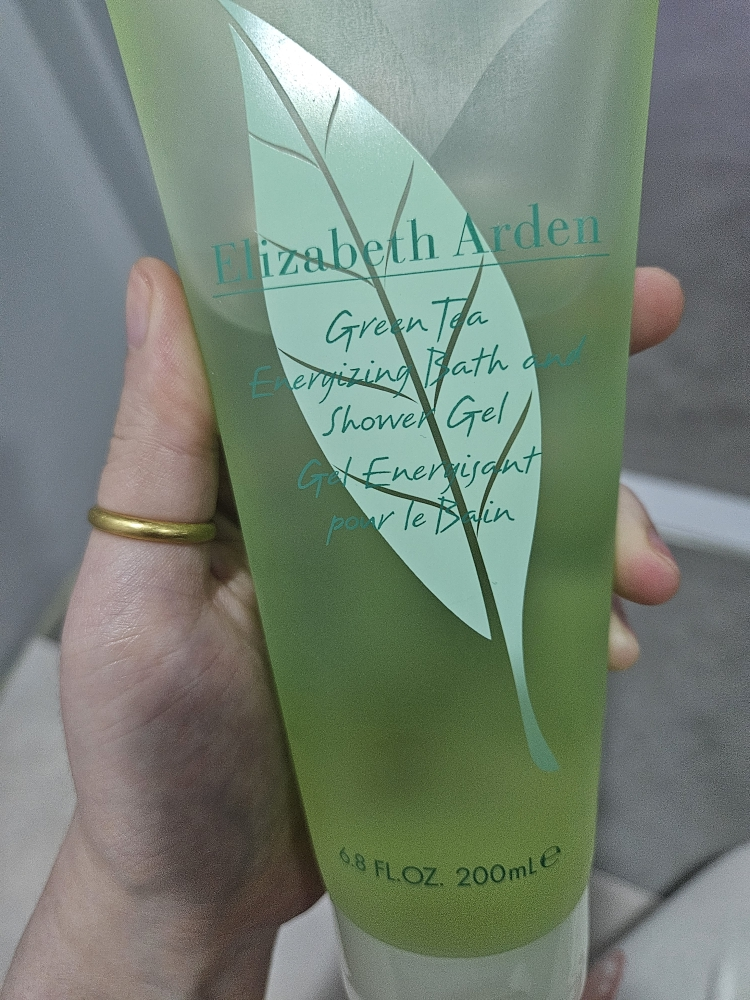 Elizabeth Arden
Green Tea
Energizing Bath and
Shower Gel
Gel Energisant
pour le Bain
6.8 FL.OZ. 200mL℮